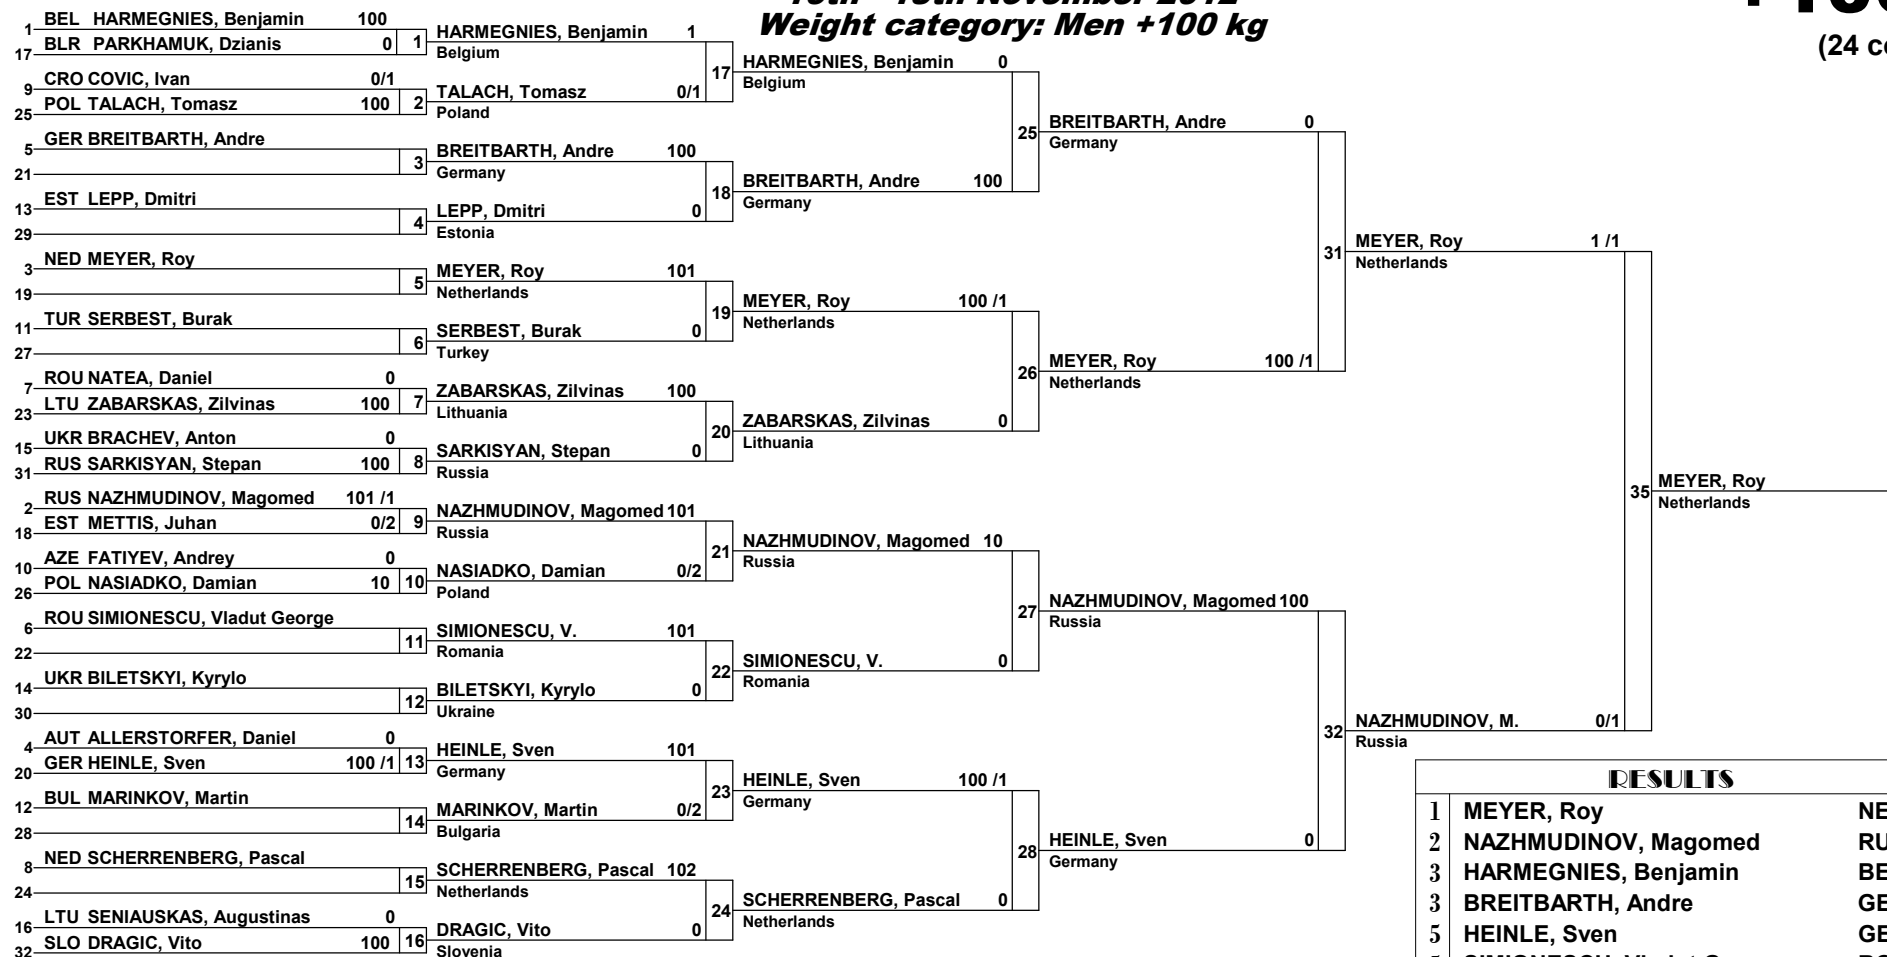 Weight category: Men +100 kg
(24
1 BEL HARMEGNIES, Benjamin 100
17 BLR PARKHAMUK, Dzianis 0 1
9 CRO COVIC, Ivan 0/1
25 POL TALACH, Tomasz 100 2
5 GER BREITBARTH, Andre
21 3
13 EST LEPP, Dmitri
29 4
3 NED MEYER, Roy
19 5
11 TUR SERBEST, Burak
27 6
7 ROU NATEA, Daniel 0
23 LTU ZABARSKAS, Zilvinas 100 7
15 UKR BRACHEV, Anton 0
31 RUS SARKISYAN, Stepan 100 8
2 RUS NAZHMUDINOV, Magomed 101 /1
18 EST METTIS, Juhan 0/2 9
10 AZE FATIYEV, Andrey 0
26 POL NASIADKO, Damian 10 10
6 ROU SIMIONESCU, Vladut George
22 11
14 UKR BILETSKYI, Kyrylo
30 12
4 AUT ALLERSTORFER, Daniel 0
20 GER HEINLE, Sven 100 /1 13
12 BUL MARINKOV, Martin
28 14
8 NED SCHERRENBERG, Pascal
24 15
16 LTU SENIAUSKAS, Augustinas 0
32 SLO DRAGIC, Vito 100 16
HARMEGNIES, Benjamin 1
Belgium
17
TALACH, Tomasz 0/1
Poland
BREITBARTH, Andre 100
Germany
18
LEPP, Dmitri 0
Estonia
MEYER, Roy 101
Netherlands
19
SERBEST, Burak 0
Turkey
ZABARSKAS, Zilvinas 100
Lithuania
20
SARKISYAN, Stepan 0
Russia
NAZHMUDINOV, Magomed 101
Russia
21
NASIADKO, Damian 0/2
Poland
SIMIONESCU, V. 101
Romania
22
BILETSKYI, Kyrylo 0
Ukraine
HEINLE, Sven 101
Germany
23
MARINKOV, Martin 0/2
Bulgaria
SCHERRENBERG, Pascal 102
Netherlands
24
DRAGIC, Vito 0
Slovenia
HARMEGNIES, Benjamin 0
Belgium
25
BREITBARTH, Andre 100
Germany
MEYER, Roy 100 /1
Netherlands
26
ZABARSKAS, Zilvinas 0
Lithuania
NAZHMUDINOV, Magomed 10
Russia
27
SIMIONESCU, V. 0
Romania
HEINLE, Sven 100 /1
Germany
28
SCHERRENBERG, Pascal 0
Netherlands
BREITBARTH, Andre 0
Germany
31
MEYER, Roy 100 /1
Netherlands
NAZHMUDINOV, Magomed 100
Russia
32
HEINLE, Sven 0
Germany
MEYER, Roy 1 /1
Netherlands
35
NAZHMUDINOV, M. 0/1
Russia
MEYER, Roy
Netherlands
RESULTS
1 MEYER, Roy NE
2 NAZHMUDINOV, Magomed RU
3 HARMEGNIES, Benjamin BE
3 BREITBARTH, Andre GE
5 HEINLE, Sven GE